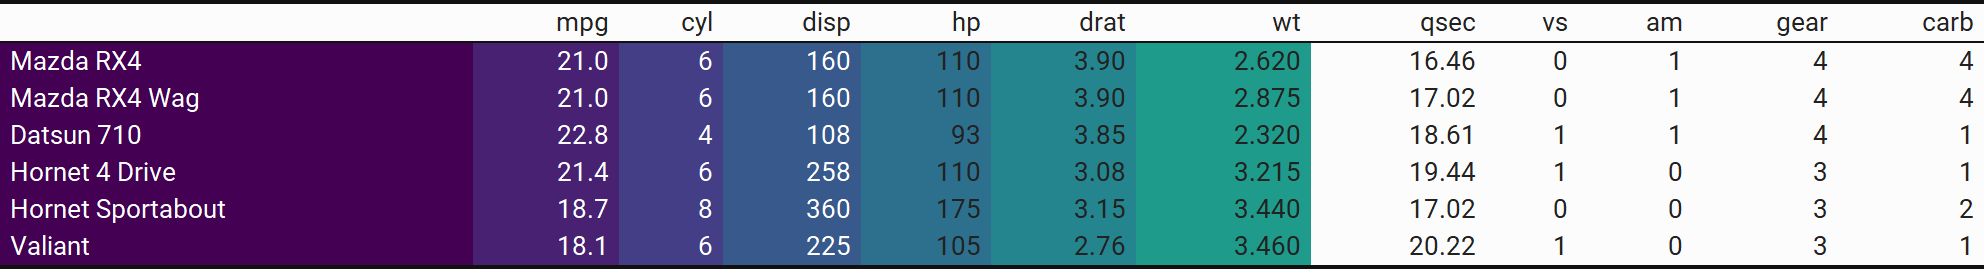 mpg cyl disp hp drat wt qsec vs am gear carb
Mazda RX4 21.0 6 160 110 3.90 2.620 16.46 0 1 4 4
Mazda RX4 Wag 21.0 6 160 110 3.90 2.875 17.02 0 1 4 4
Datsun 710 22.8 4 108 93 3.85 2.320 18.61 1 1 4 1
Hornet 4 Drive 21.4 6 258 110 3.08 3.215 19.44 1 0 3 1
Hornet Sportabout 18.7 8 360 175 3.15 3.440 17.02 0 0 3 2
Valiant 18.1 6 225 105 2.76 3.460 20.22 1 0 3 1